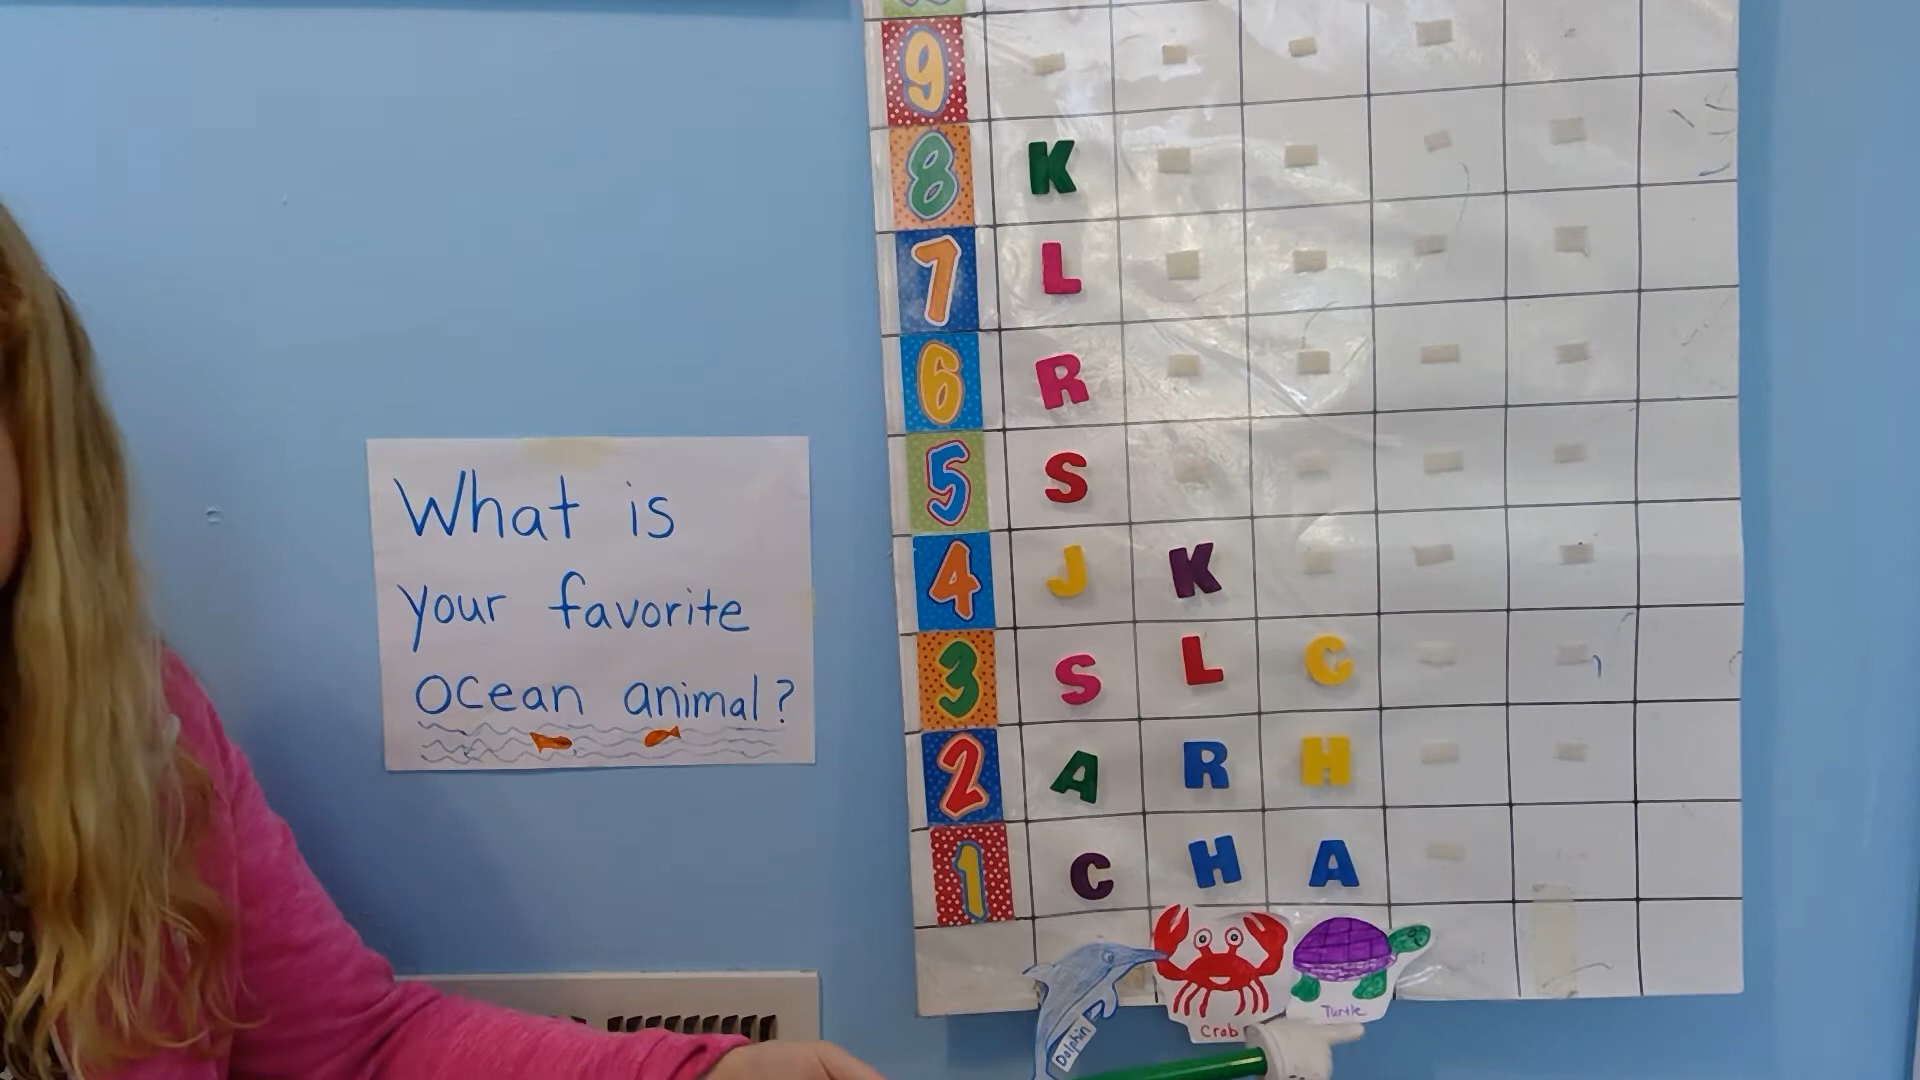 What is
your favorite
ocean animal?
9
8 K
7 L
6 R
5 S
4 J K
3 S L C
2 A R H
1 C H A
Dolphin Crab Turtle